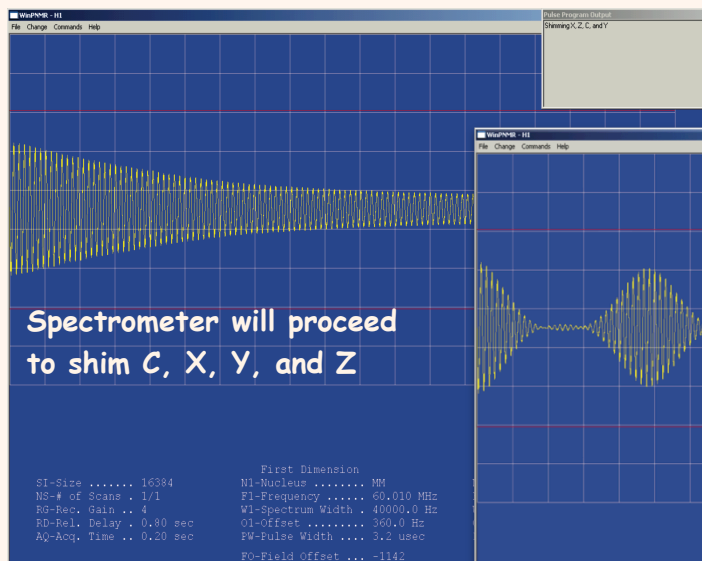 WinPNMR - H1
File Change Commands Help
Pulse Program Output
Shimming X, Z, C, and Y
WinPNMR - H1
File Change Commands Help
Spectrometer will proceed
to shim C, X, Y, and Z
First Dimension
SI-Size ....... 16384
N1-Nucleus ........ MM
NS-# of Scans . 1/1
F1-Frequency ...... 60.010 MHz
RG-Rec. Gain .. 4
W1-Spectrum Width . 40000.0 Hz
RD-Rel. Delay . 0.80 sec
O1-Offset ......... 360.0 Hz
AQ-Acq. Time .. 0.20 sec
PW-Pulse Width .... 3.2 usec
FO-Field Offset ... -1142